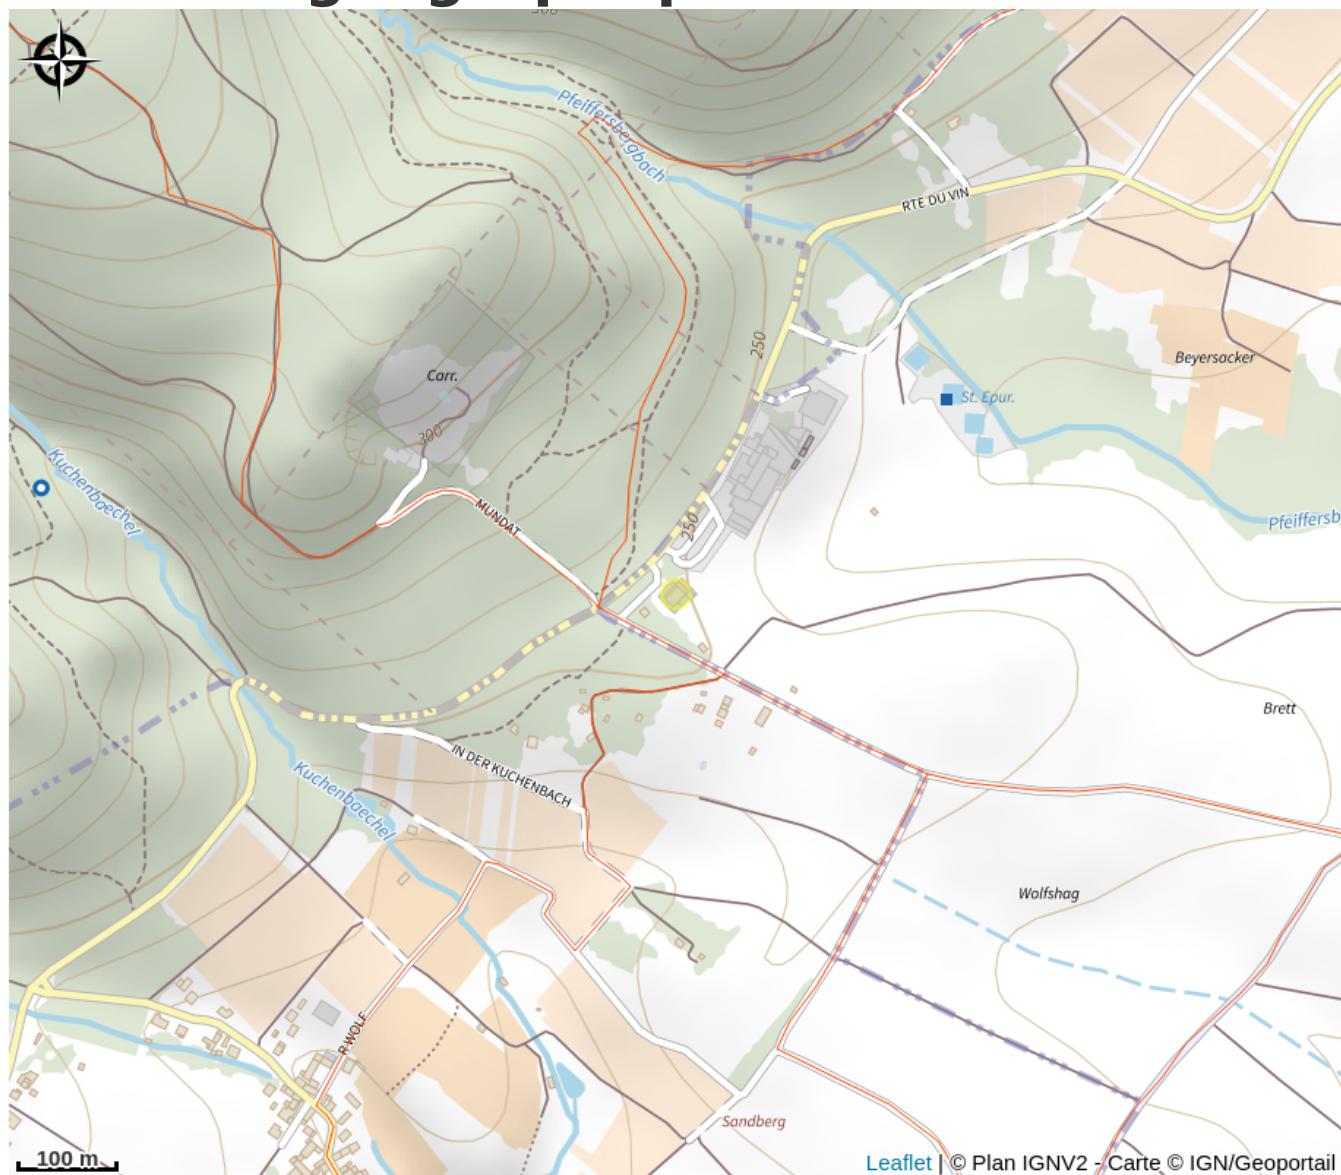 Pfeiffersbergbach
RTE DU VIN
250
Beyersacker
Carr.
St. Epur.
300
Kuchenbaechel
MUNDAT
250
Pfeiffersb
Brett
IN DER KUCHENBACH
Kuchenbaechel
Wolfshag
R WOLF
Sandberg
100 m
Leaflet | © Plan IGNV2 - Carte © IGN/Geoportail